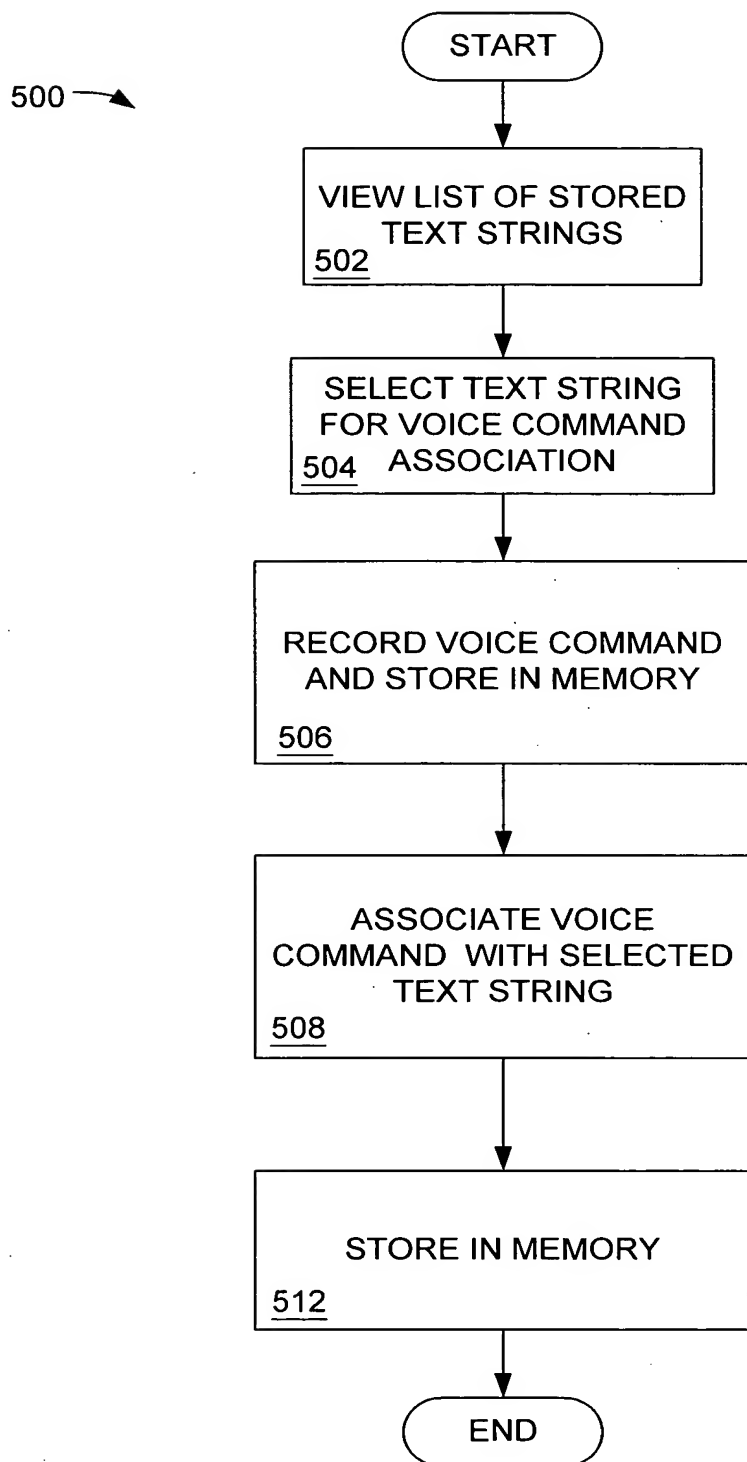 START
500
VIEW LIST OF STORED
TEXT STRINGS
502
SELECT TEXT STRING
FOR VOICE COMMAND
ASSOCIATION
504
RECORD VOICE COMMAND
AND STORE IN MEMORY
506
ASSOCIATE VOICE
COMMAND WITH SELECTED
TEXT STRING
508
STORE IN MEMORY
512
END